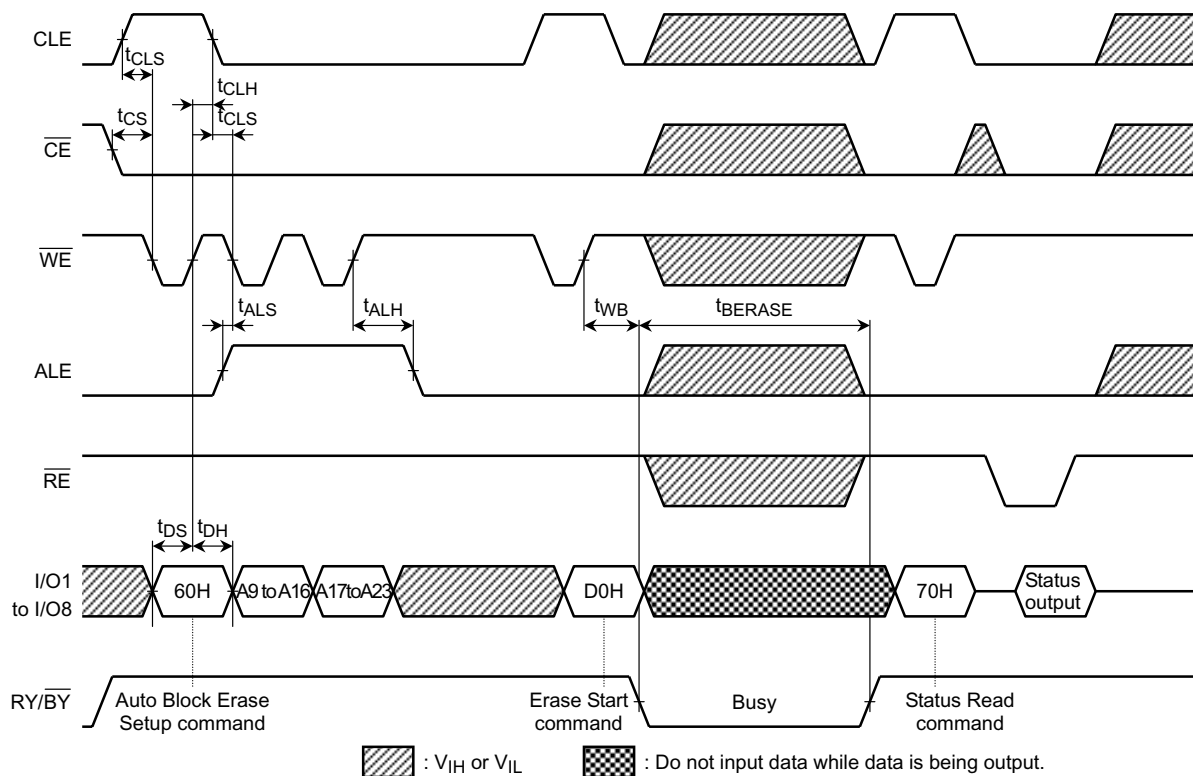 CLE
tCLS
tCLH
tCS
tCLS
CE
WE
tALS
tALH
tWB
tBERASE
ALE
RE
tDS
tDH
I/O1
to I/O8
60H
A9 to A16
A17 to A23
D0H
70H
Status
output
RY/BY
Auto Block Erase
Setup command
Erase Start
command
Busy
Status Read
command
: VIH or VIL
: Do not input data while data is being output.